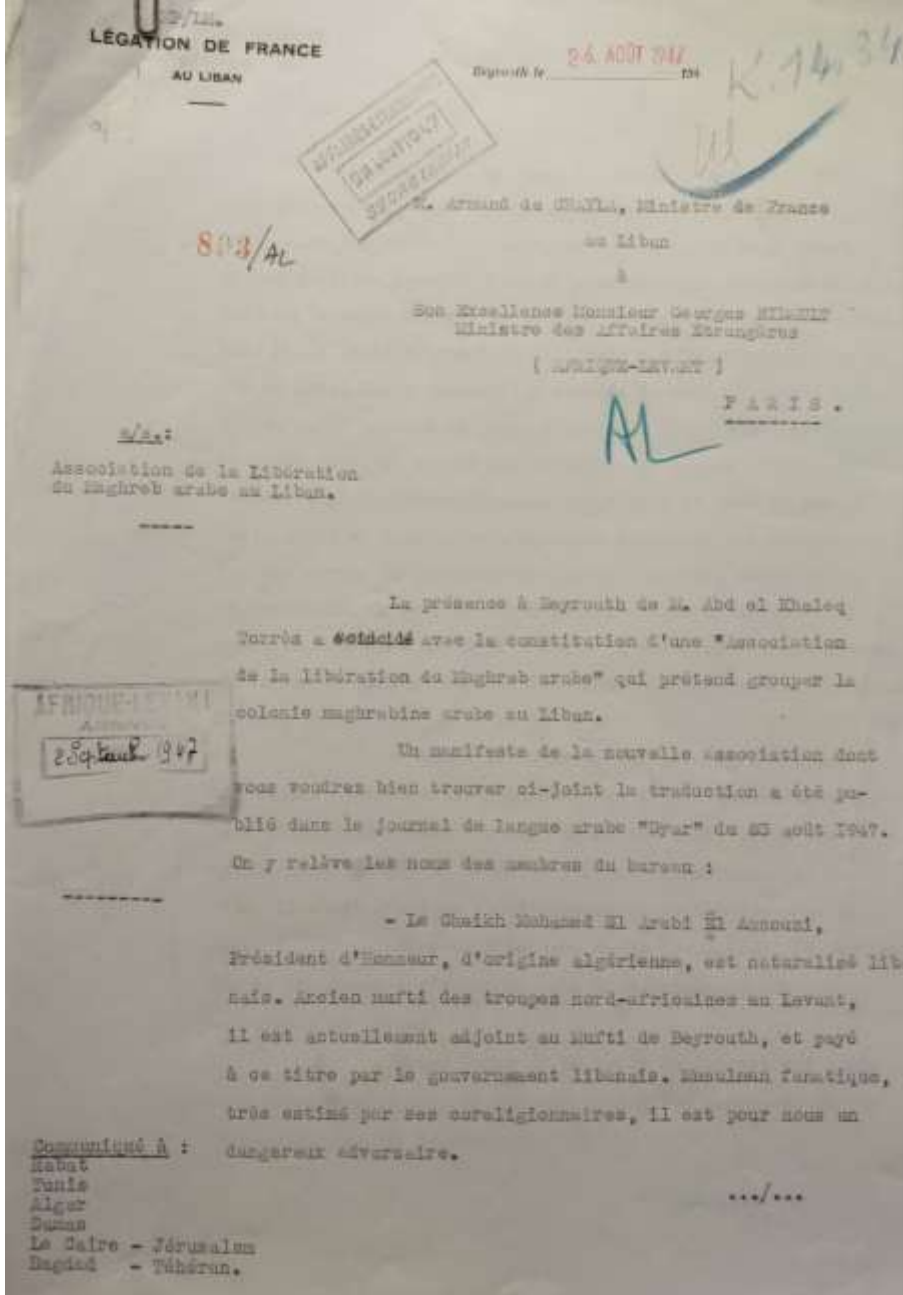 LÉGATION DE FRANCE
AU LIBAN
Beyrouth le 26 AOÛT 1947 194
K.14.34
893/AL
M. Armand du CHAYLA, Ministre de France
au Liban
à
Son Excellence Monsieur Georges BIDAULT
Ministre des Affaires Etrangères
( AFRIQUE-LEVANT )
PARIS.
AL
a/s.:
Association de la Libération
du Maghreb arabe au Liban.
La présence à Beyrouth de M. Abd el Khaleq
Torrès a coïncidé avec la constitution d'une "Association
de la libération du Maghreb arabe" qui prétend grouper la
colonie maghrebine arabe au Liban.
AFRIQUE-LEVANT
2 Septemb 1947
Un manifeste de la nouvelle Association dont
vous voudrez bien trouver ci-joint la traduction a été pu-
blié dans le journal de langue arabe "Dyar" du 23 août 1947.
On y relève les noms des membres du bureau :
- Le Cheikh Mohamed El Arabi El Azzouzi,
Président d'Honneur, d'origine algérienne, est naturalisé lib
nais. Ancien mufti des troupes nord-africaines au Levant,
il est actuellement adjoint au Mufti de Beyrouth, et payé
à ce titre par le gouvernement libanais. Musulman fanatique,
très estimé par ses coreligionnaires, il est pour nous un
dangereux adversaire.
.../...
Communiqué à :
Rabat
Tunis
Alger
Damas
Le Caire - Jérusalem
Bagdad - Téhéran.